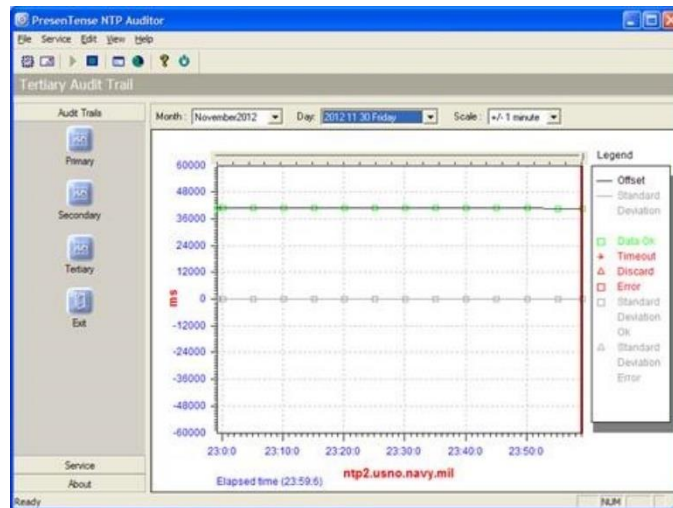 PresenTense NTP Auditor
File Service Edit View Help
Tertiary Audit Trail
Audit Trails
Primary
Secondary
Tertiary
Exit
Service
About
Ready
Month : November2012 Day: 2012 11 30 Friday Scale : +/- 1 minute
60000
48000
36000
24000
12000
0
-12000
-24000
-36000
-48000
-60000
ms
23:0:0 23:10:0 23:20:0 23:30:0 23:40:0 23:50:0
ntp2.usno.navy.mil
Elapsed time (23:59:6)
Legend
Offset
Standard
Deviation
Data Ok
Timeout
Discard
Error
Standard
Deviation
Ok
Standard
Deviation
Error
NUM